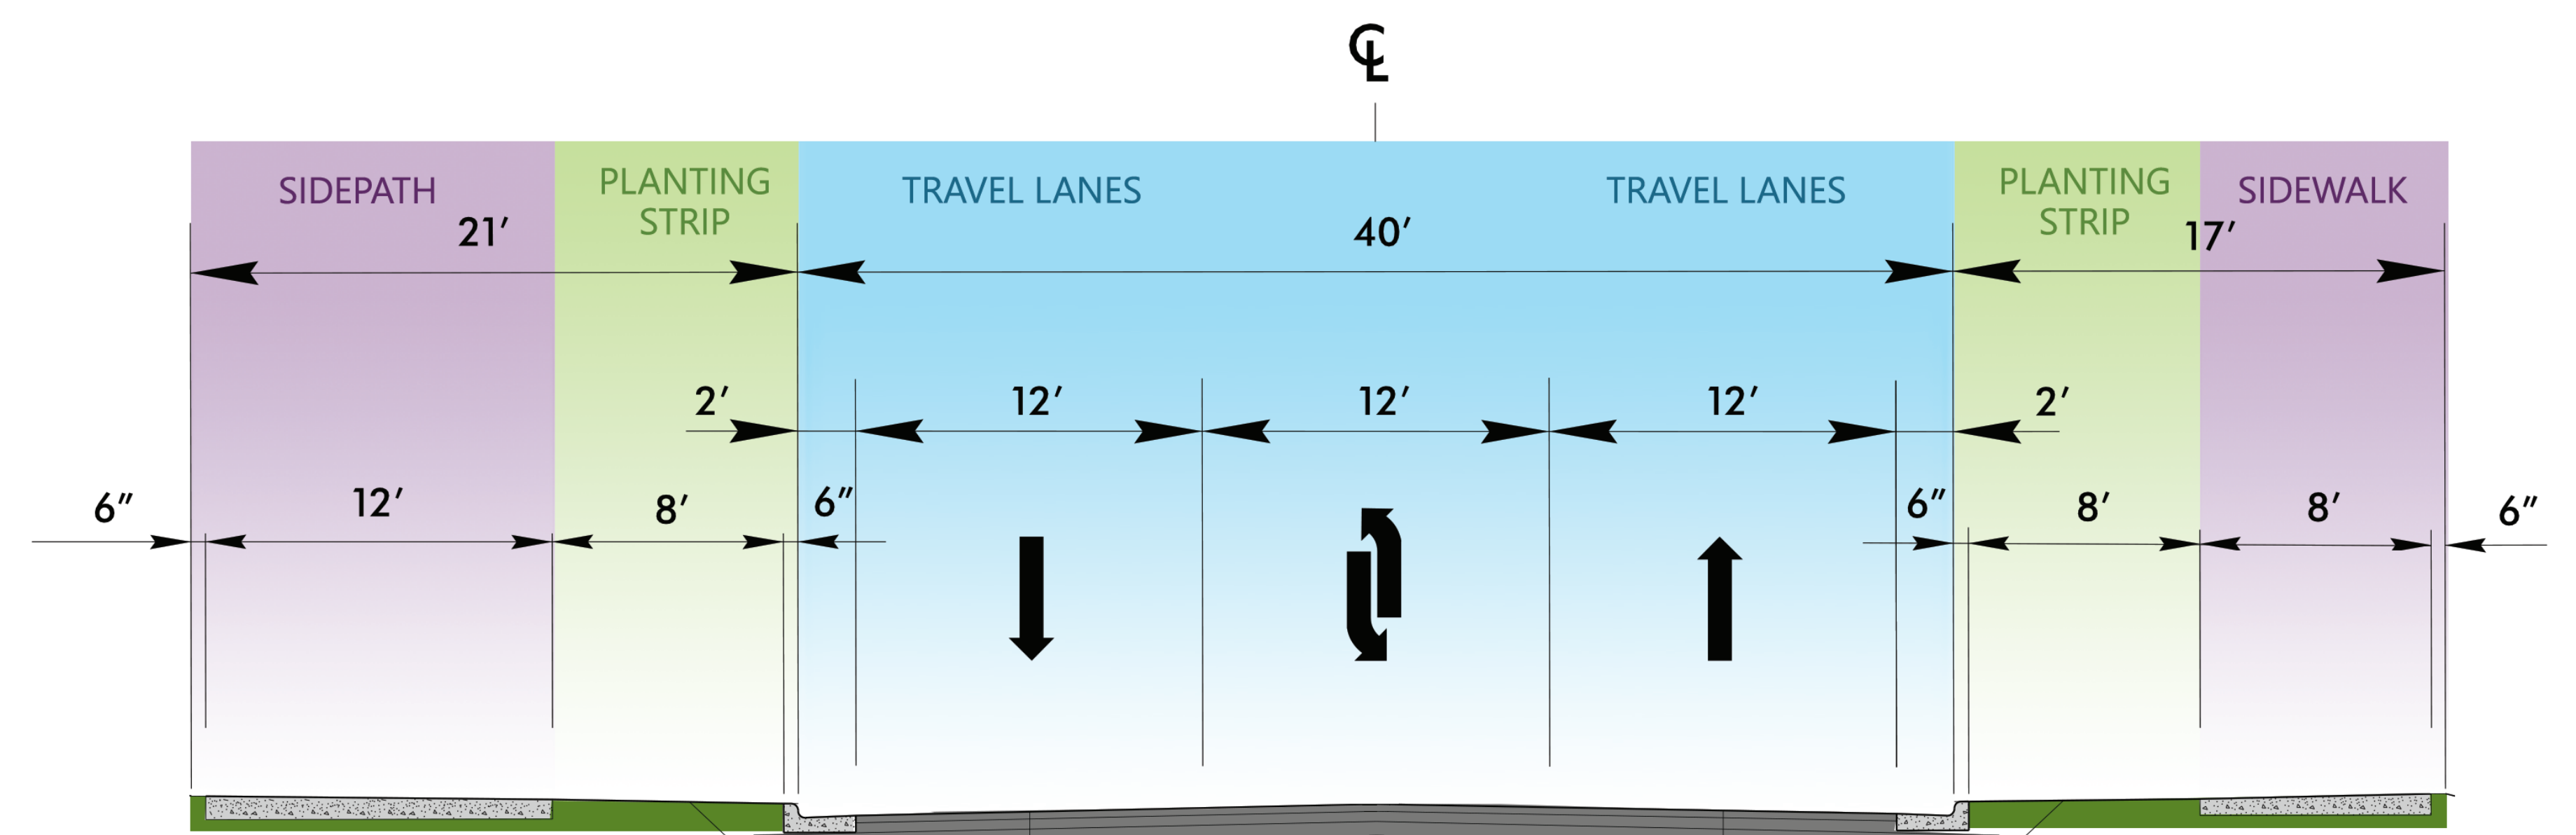 ℄
SIDEPATH
PLANTING
STRIP
TRAVEL LANES
TRAVEL LANES
PLANTING
STRIP
SIDEWALK
21′
40′
17′
2′
12′
12′
12′
2′
6″
12′
8′
6″
6″
8′
8′
6″